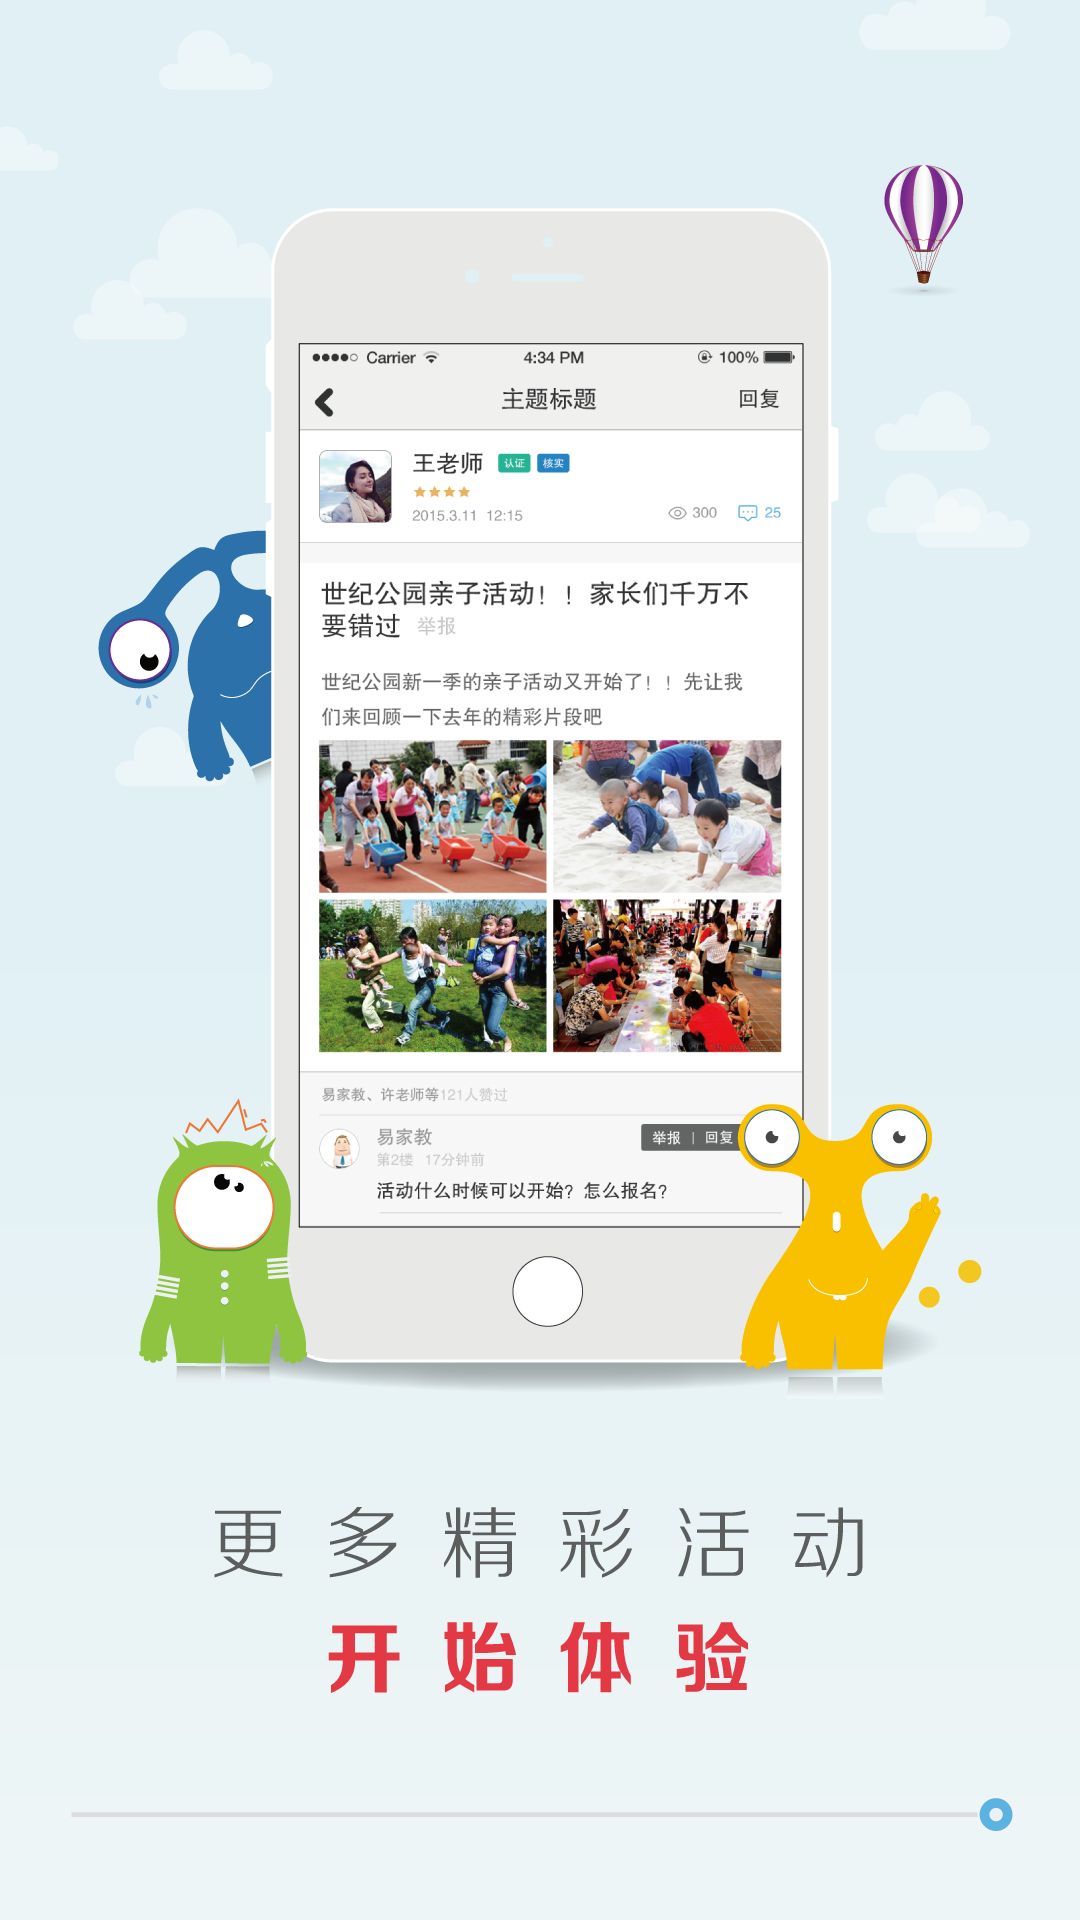 Carrier 4:34 PM 100%
主题标题 回复
王老师 认证 核实
2015.3.11 12:15 300 25
世纪公园亲子活动！！家长们千万不
要错过 举报
世纪公园新一季的亲子活动又开始了！！先让我
们来回顾一下去年的精彩片段吧
易家教、许老师等121人赞过
易家教 举报 | 回复
第2楼 17分钟前
活动什么时候可以开始？怎么报名？
更多精彩活动
开始体验